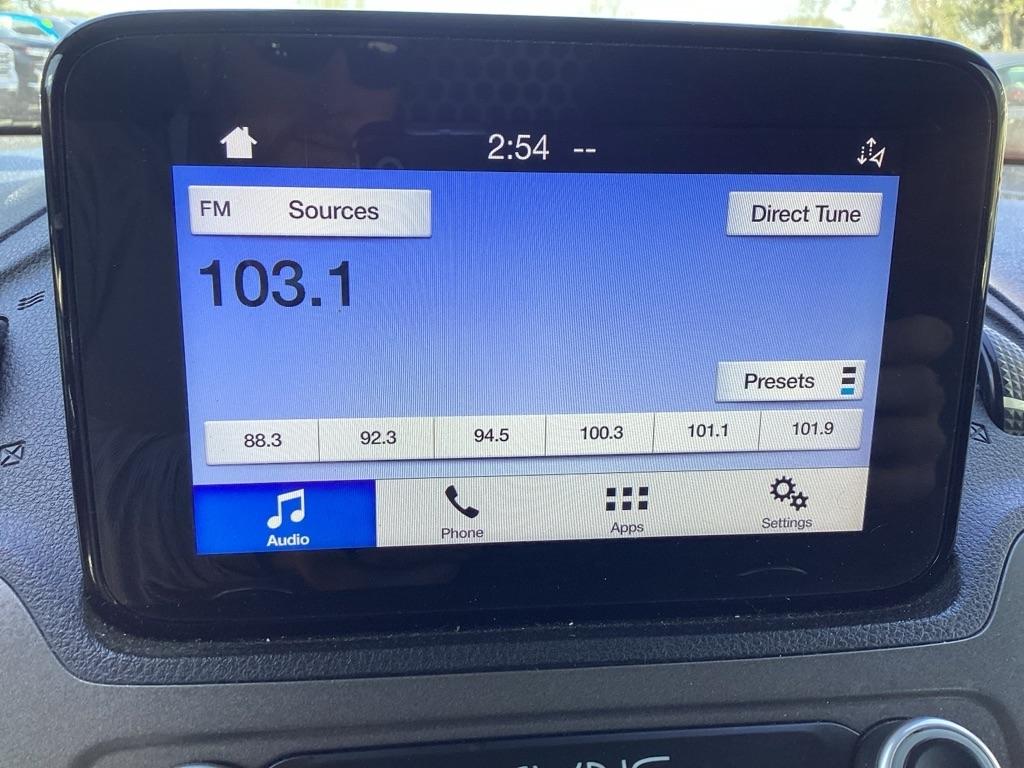 2:54 --
FM Sources
Direct Tune
103.1
Presets
88.3 92.3 94.5 100.3 101.1 101.9
Audio Phone Apps Settings